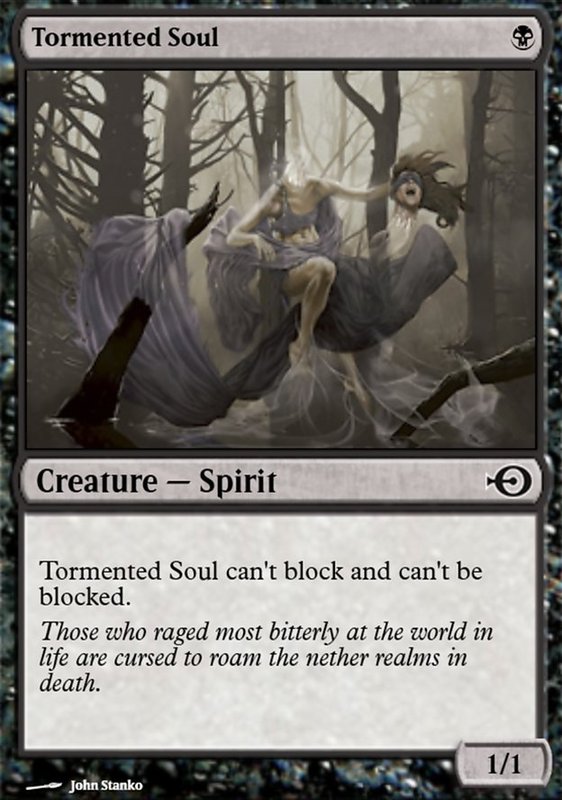 Tormented Soul
Creature — Spirit
Tormented Soul can't block and can't be
blocked.
Those who raged most bitterly at the world in
life are cursed to roam the nether realms in
death.
1/1
John Stanko